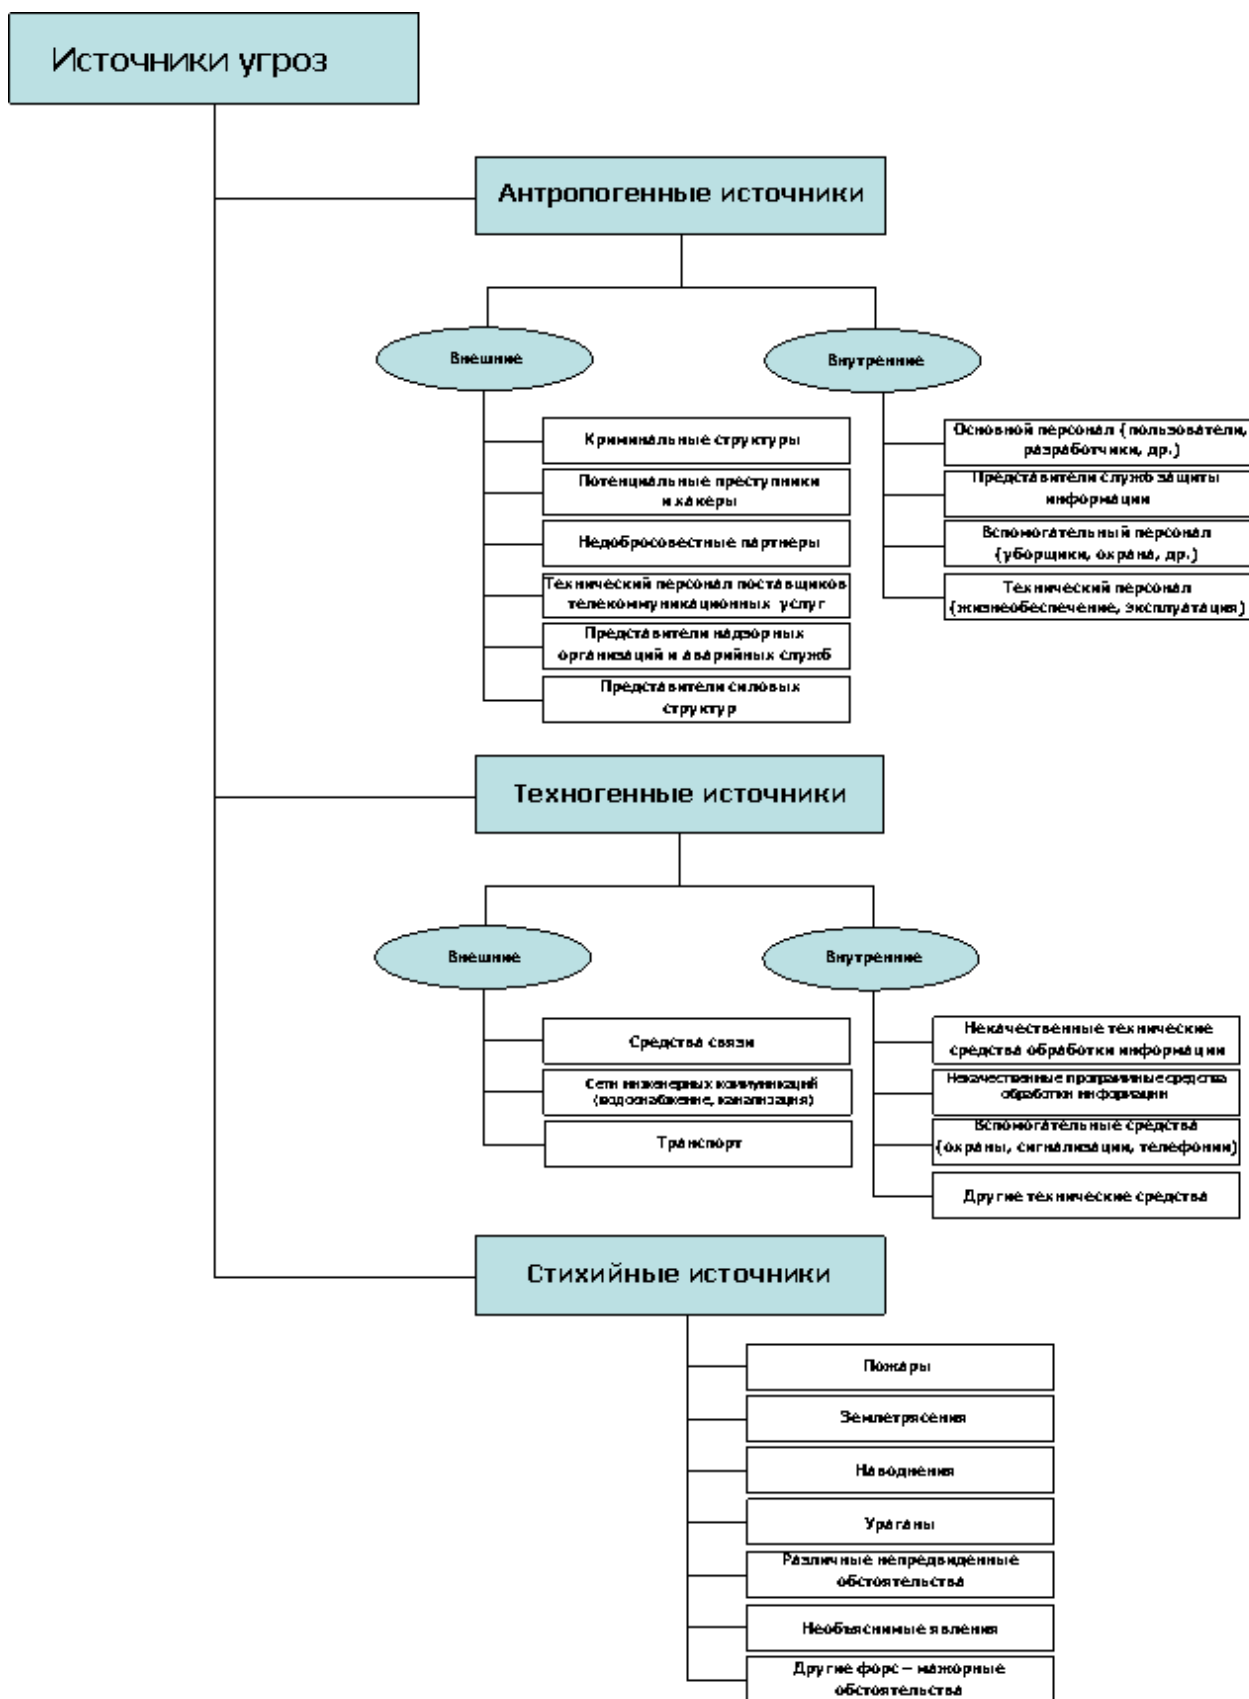 Источники угроз
Антропогенные источники
Внешние
Криминальные структуры
Потенциальные преступники
и хакеры
Недобросовестные партнеры
Технический персонал поставщиков
телекоммуникационных услуг
Представители надзорных
организаций и аварийных служб
Представители силовых
структур
Внутренние
Основной персонал (пользователи,
разработчики, др.)
Представители служб защиты
информации
Вспомогательный персонал
(уборщики, охрана, др.)
Технический персонал
(жизнеобеспечение, эксплуатация)
Техногенные источники
Внешние
Средства связи
Сети инженерных коммуникаций
(водоснабжение, канализация)
Транспорт
Внутренние
Некачественные технические
средства обработки информации
Некачественные программные средства
обработки информации
Вспомогательные средства
(охраны, сигнализации, телефонии)
Другие технические средства
Стихийные источники
Пожары
Землетрясения
Наводнения
Ураганы
Различные непредвиденные
обстоятельства
Необъяснимые явления
Другие форс – мажорные
обстоятельства